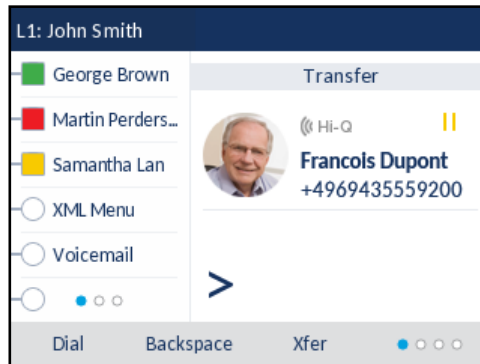 L1: John Smith
George Brown
Martin Perders...
Samantha Lan
XML Menu
Voicemail
Transfer
Hi-Q
Francois Dupont
+4969435559200
>
Dial Backspace Xfer